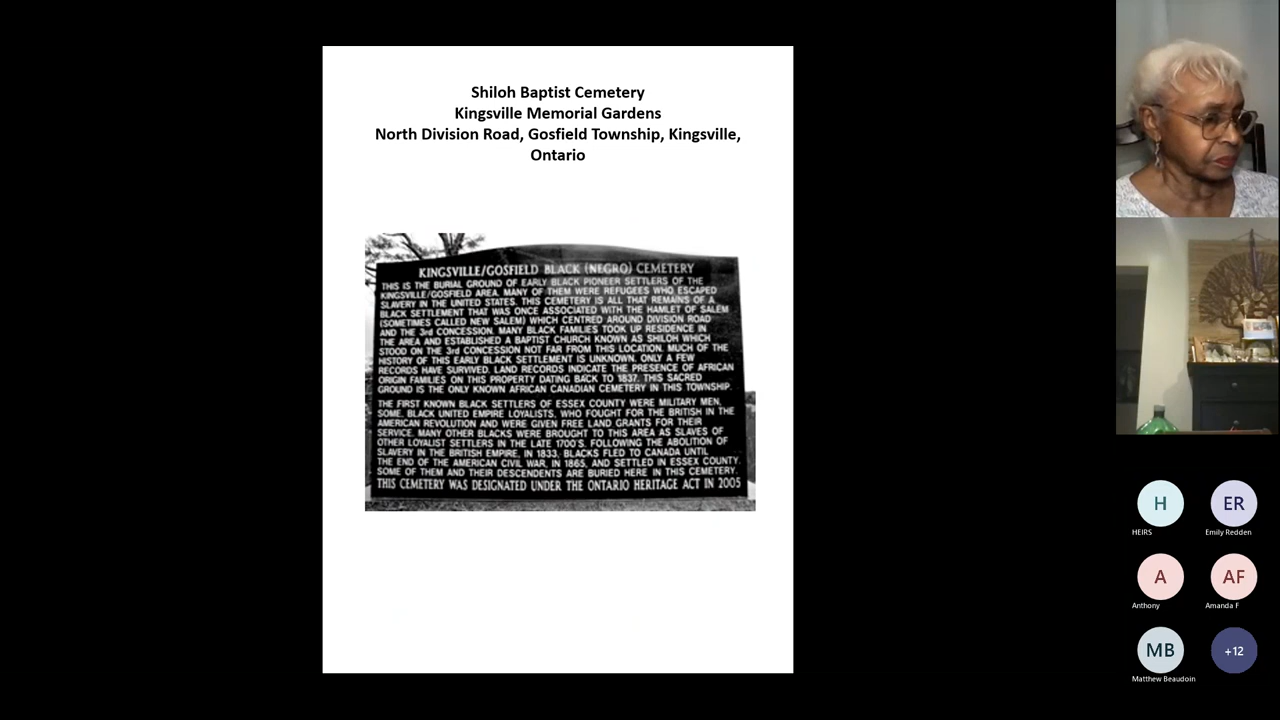 Shiloh Baptist Cemetery
Kingsville Memorial Gardens
North Division Road, Gosfield Township, Kingsville,
Ontario
KINGSVILLE/GOSFIELD BLACK (NEGRO) CEMETERY
THIS IS THE BURIAL GROUND OF EARLY BLACK PIONEER SETTLERS OF THE
KINGSVILLE/GOSFIELD AREA. MANY OF THEM WERE REFUGEES WHO ESCAPED
SLAVERY IN THE UNITED STATES. THIS CEMETERY IS ALL THAT REMAINS OF A
BLACK SETTLEMENT THAT WAS ONCE ASSOCIATED WITH THE HAMLET OF SALEM
(SOMETIMES CALLED NEW SALEM) WHICH CENTRED AROUND DIVISION ROAD
AND THE 3rd CONCESSION. MANY BLACK FAMILIES TOOK UP RESIDENCE IN
THE AREA AND ESTABLISHED A BAPTIST CHURCH KNOWN AS SHILOH WHICH
STOOD ON THE 3rd CONCESSION NOT FAR FROM THIS LOCATION. MUCH OF THE
HISTORY OF THIS EARLY BLACK SETTLEMENT IS UNKNOWN. ONLY A FEW
RECORDS HAVE SURVIVED. LAND RECORDS INDICATE THE PRESENCE OF AFRICAN
ORIGIN FAMILIES ON THIS PROPERTY DATING BACK TO 1837. THIS SACRED
GROUND IS THE ONLY KNOWN AFRICAN CANADIAN CEMETERY IN THIS TOWNSHIP.
THE FIRST KNOWN BLACK SETTLERS OF ESSEX COUNTY WERE MILITARY MEN,
SOME, BLACK UNITED EMPIRE LOYALISTS, WHO FOUGHT FOR THE BRITISH IN THE
AMERICAN REVOLUTION AND WERE GIVEN FREE LAND GRANTS FOR THEIR
SERVICE. MANY OTHER BLACKS WERE BROUGHT TO THIS AREA AS SLAVES OF
OTHER LOYALIST SETTLERS IN THE LATE 1700'S. FOLLOWING THE ABOLITION OF
SLAVERY IN THE BRITISH EMPIRE, IN 1833, BLACKS FLED TO CANADA UNTIL
THE END OF THE AMERICAN CIVIL WAR, IN 1865, AND SETTLED IN ESSEX COUNTY.
SOME OF THEM AND THEIR DESCENDENTS ARE BURIED HERE IN THIS CEMETERY.
THIS CEMETERY WAS DESIGNATED UNDER THE ONTARIO HERITAGE ACT IN 2005
H
HEIRS
ER
Emily Redden
A
Anthony
AF
Amanda F
MB
Matthew Beaudoin
+12